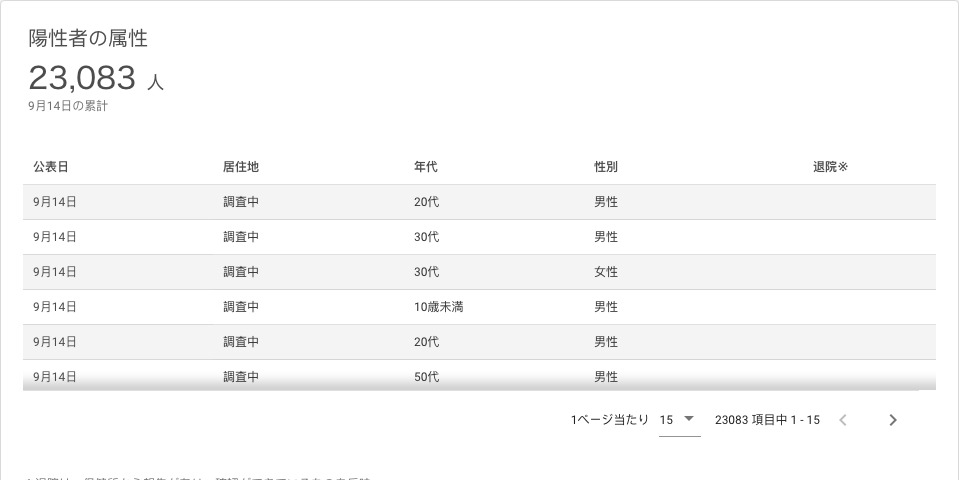 陽性者の属性
23,083 人
9月14日の累計
公表日 居住地 年代 性別 退院※
9月14日 調査中 20代 男性
9月14日 調査中 30代 男性
9月14日 調査中 30代 女性
9月14日 調査中 10歳未満 男性
9月14日 調査中 20代 男性
9月14日 調査中 50代 男性
1ページ当たり 15 23083 項目中 1 - 15